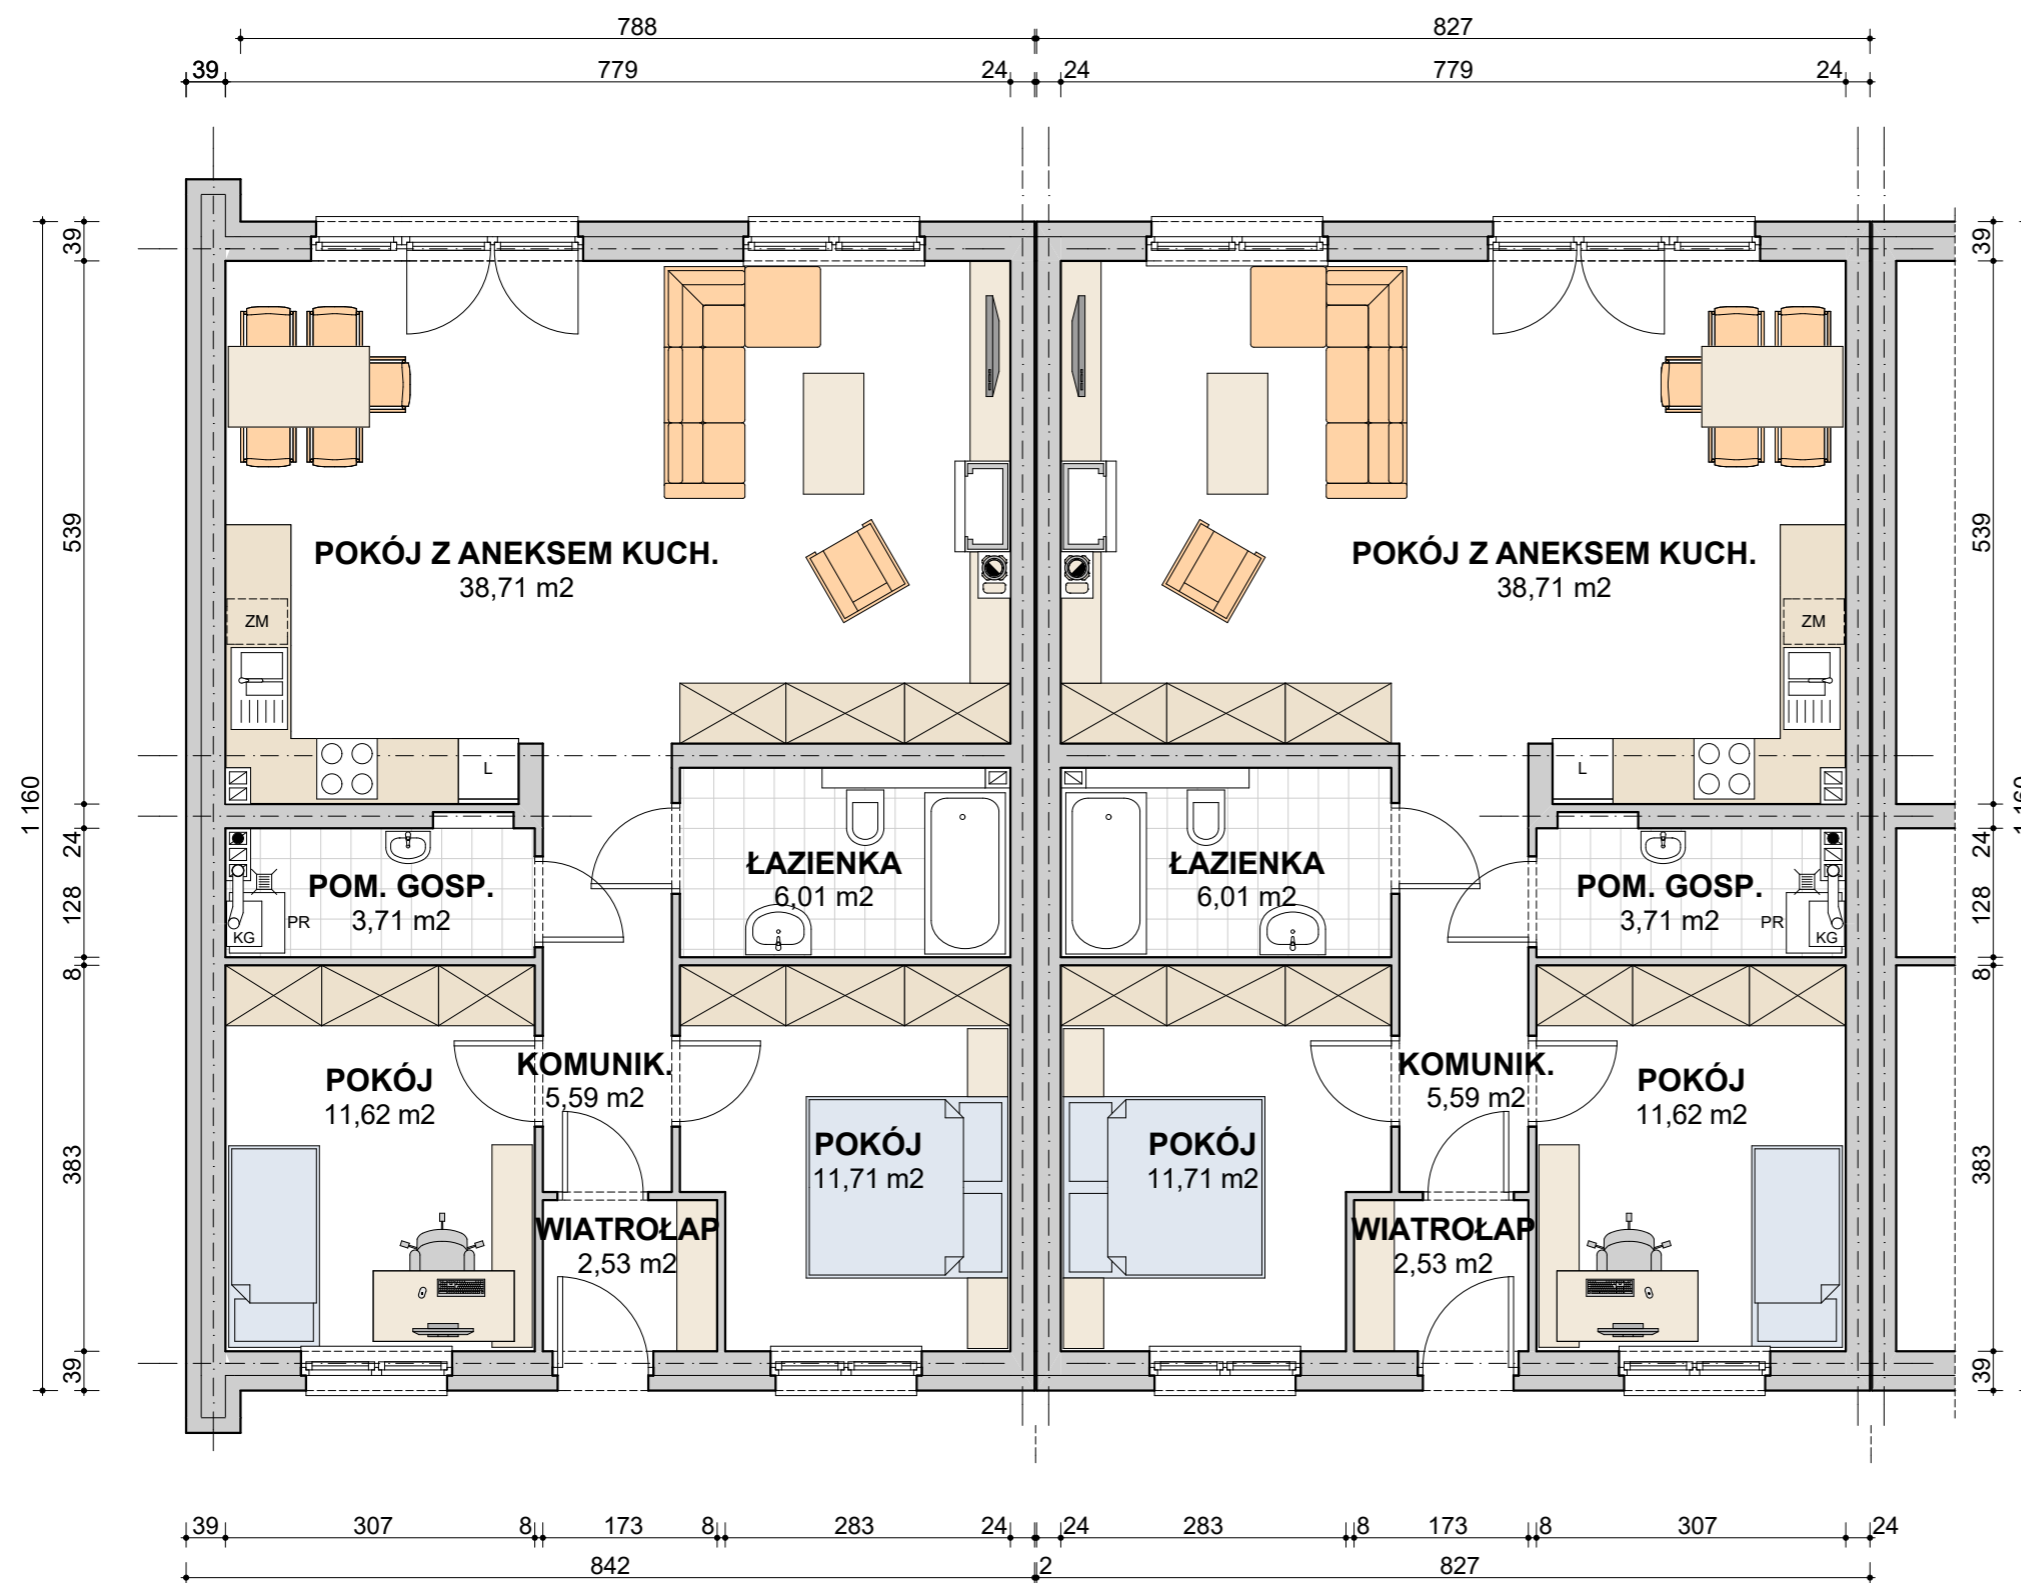 788 827
39 779 24 24 779 24
39 39
539 539
POKÓJ Z ANEKSEM KUCH. POKÓJ Z ANEKSEM KUCH.
38,71 m2 38,71 m2
ZM ZM
L L
1 160 1 160
24 24
ŁAZIENKA ŁAZIENKA
6,01 m2 6,01 m2
POM. GOSP. POM. GOSP.
3,71 m2 3,71 m2
128 128
PR PR
KG KG
8 8
KOMUNIK. KOMUNIK.
5,59 m2 5,59 m2
POKÓJ POKÓJ
11,62 m2 11,62 m2
POKÓJ POKÓJ
11,71 m2 11,71 m2
383 383
WIATROŁAP WIATROŁAP
2,53 m2 2,53 m2
39 39
39 307 8 173 8 283 24 24 283 8 173 8 307 24
842 2 827